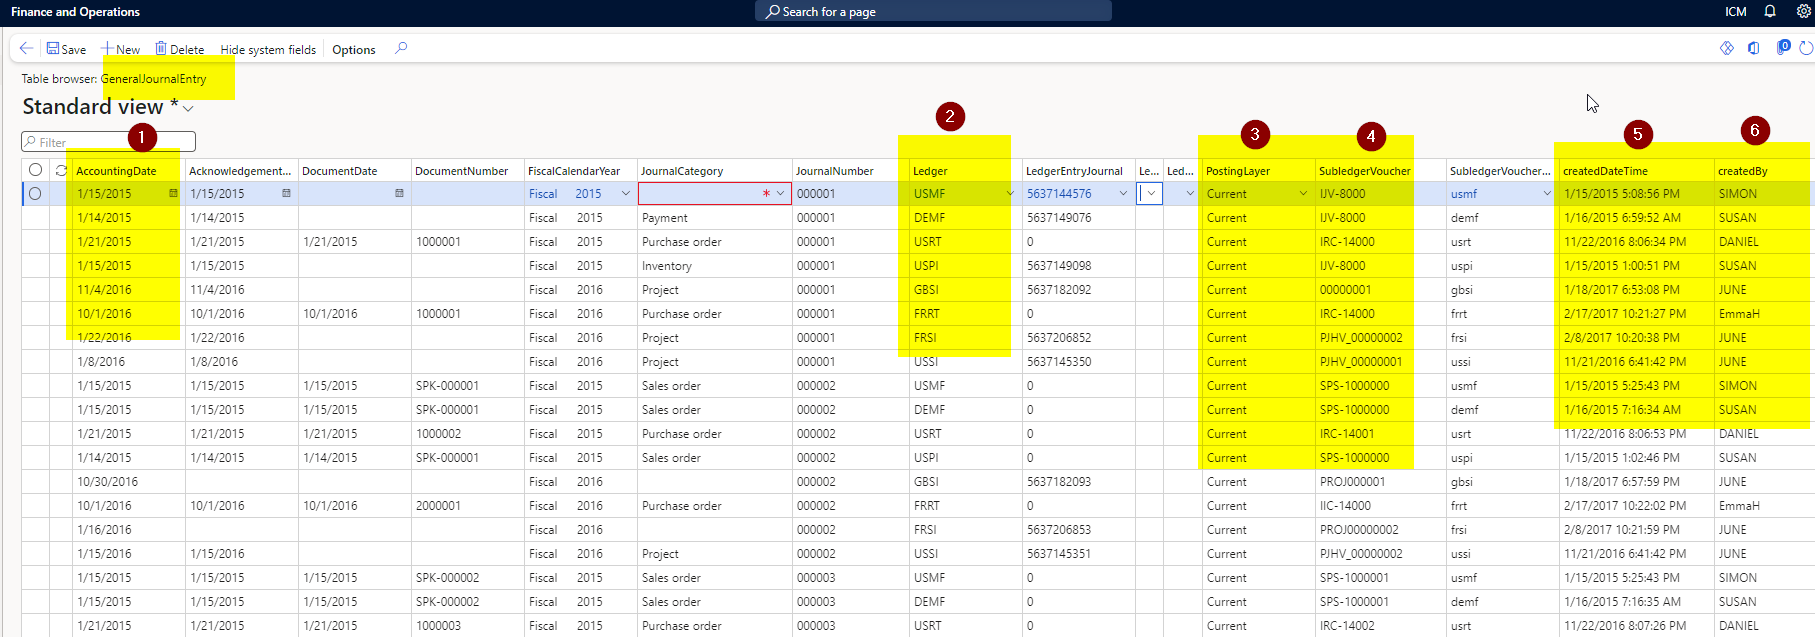 Finance and Operations Search for a page ICM
Save New Delete Hide system fields Options 0
Table browser: GeneralJournalEntry
Standard view *
1 2 3 4 5 6
Filter
AccountingDate Acknowledgement... DocumentDate DocumentNumber FiscalCalendarYear JournalCategory JournalNumber Ledger LedgerEntryJournal Le... Led... PostingLayer SubledgerVoucher SubledgerVoucher... createdDateTime createdBy
1/15/2015 1/15/2015 Fiscal 2015 * 000001 USMF 5637144576 Current IJV-8000 usmf 1/15/2015 5:08:56 PM SIMON
1/14/2015 1/14/2015 Fiscal 2015 Payment 000001 DEMF 5637149076 Current IJV-8000 demf 1/16/2015 6:59:52 AM SUSAN
1/21/2015 1/21/2015 1/21/2015 1000001 Fiscal 2015 Purchase order 000001 USRT 0 Current IRC-14000 usrt 11/22/2016 8:06:34 PM DANIEL
1/15/2015 1/15/2015 Fiscal 2015 Inventory 000001 USPI 5637149098 Current IJV-8000 uspi 1/15/2015 1:00:51 PM SUSAN
11/4/2016 11/4/2016 Fiscal 2016 Project 000001 GBSI 5637182092 Current 00000001 gbsi 1/18/2017 6:53:08 PM JUNE
10/1/2016 10/1/2016 10/1/2016 1000001 Fiscal 2016 Purchase order 000001 FRRT 0 Current IRC-14000 frrt 2/17/2017 10:21:27 PM EmmaH
1/22/2016 1/22/2016 Fiscal 2016 Project 000001 FRSI 5637206852 Current PJHV_00000002 frsi 2/8/2017 10:20:38 PM JUNE
1/8/2016 1/8/2016 Fiscal 2016 Project 000001 USSI 5637145350 Current PJHV_00000001 ussi 11/21/2016 6:41:42 PM JUNE
1/15/2015 1/15/2015 1/15/2015 SPK-000001 Fiscal 2015 Sales order 000002 USMF 0 Current SPS-1000000 usmf 1/15/2015 5:25:43 PM SIMON
1/15/2015 1/15/2015 1/15/2015 SPK-000001 Fiscal 2015 Sales order 000002 DEMF 0 Current SPS-1000000 demf 1/16/2015 7:16:34 AM SUSAN
1/21/2015 1/21/2015 1/21/2015 1000002 Fiscal 2015 Purchase order 000002 USRT 0 Current IRC-14001 usrt 11/22/2016 8:06:53 PM DANIEL
1/14/2015 1/14/2015 1/14/2015 SPK-000001 Fiscal 2015 Sales order 000002 USPI 0 Current SPS-1000000 uspi 1/15/2015 1:02:46 PM SUSAN
10/30/2016 Fiscal 2016 000002 GBSI 5637182093 Current PROJ000001 gbsi 1/18/2017 6:57:59 PM JUNE
10/1/2016 10/1/2016 10/1/2016 2000001 Fiscal 2016 Purchase order 000002 FRRT 0 Current IIC-14000 frrt 2/17/2017 10:22:02 PM EmmaH
1/16/2016 Fiscal 2016 000002 FRSI 5637206853 Current PROJ00000002 frsi 2/8/2017 10:21:59 PM JUNE
1/15/2016 1/15/2016 Fiscal 2016 Project 000002 USSI 5637145351 Current PJHV_00000002 ussi 11/21/2016 6:41:42 PM JUNE
1/15/2015 1/15/2015 1/15/2015 SPK-000002 Fiscal 2015 Sales order 000003 USMF 0 Current SPS-1000001 usmf 1/15/2015 5:25:43 PM SIMON
1/15/2015 1/15/2015 1/15/2015 SPK-000002 Fiscal 2015 Sales order 000003 DEMF 0 Current SPS-1000001 demf 1/16/2015 7:16:35 AM SUSAN
1/21/2015 1/21/2015 1/21/2015 1000003 Fiscal 2015 Purchase order 000003 USRT 0 Current IRC-14002 usrt 11/22/2016 8:07:26 PM DANIEL